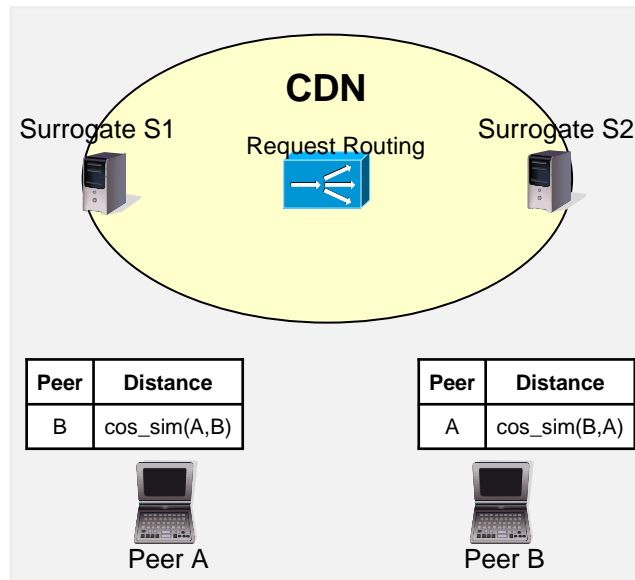 CDN
Surrogate S1
Request Routing
Surrogate S2
Peer Distance
B cos_sim(A,B)
Peer Distance
A cos_sim(B,A)
Peer A
Peer B